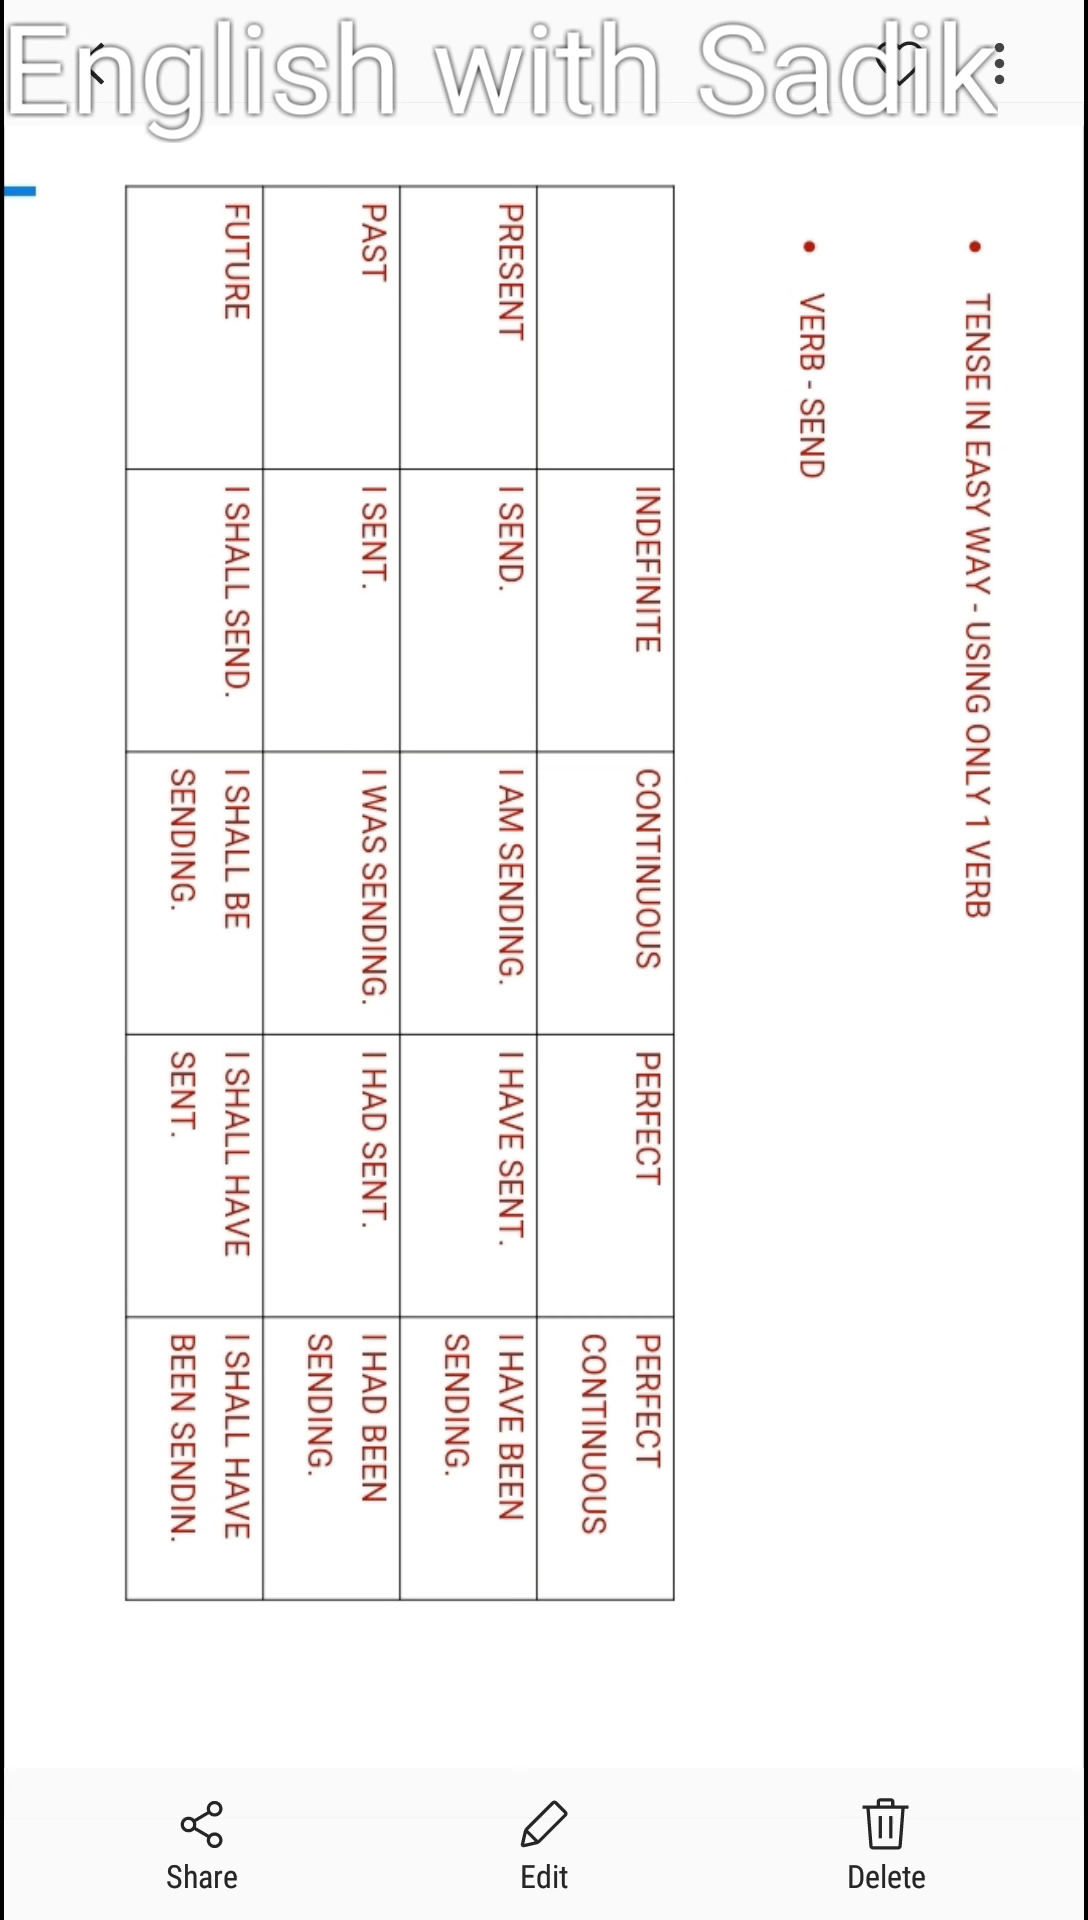 English with Sadik
TENSE IN EASY WAY - USING ONLY 1 VERB
VERB - SEND
INDEFINITE
CONTINUOUS
PERFECT
PERFECT
CONTINUOUS
PRESENT
I SEND.
I AM SENDING.
I HAVE SENT.
I HAVE BEEN
SENDING.
PAST
I SENT.
I WAS SENDING.
I HAD SENT.
I HAD BEEN
SENDING.
FUTURE
I SHALL SEND.
I SHALL BE
SENDING.
I SHALL HAVE
SENT.
I SHALL HAVE
BEEN SENDIN.
Share
Edit
Delete